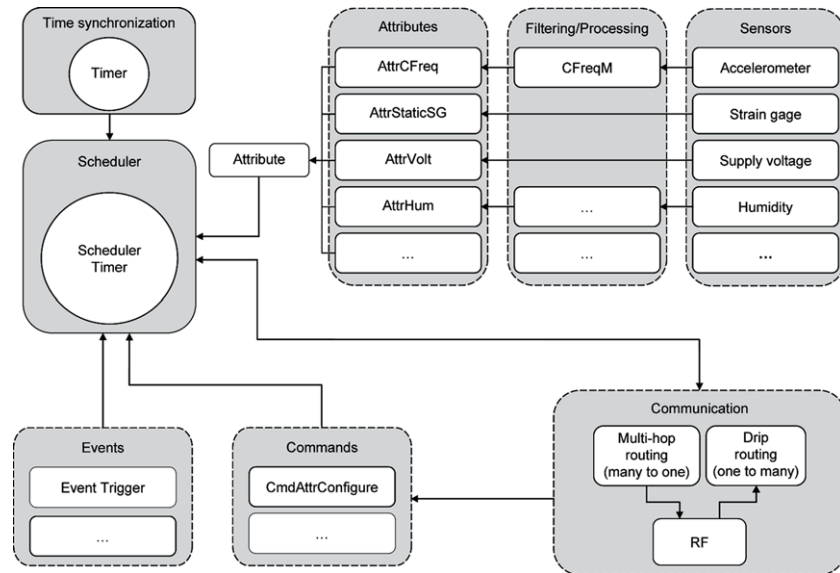 Time synchronization
Timer
Scheduler
Scheduler
Timer
Attribute
Attributes
AttrCFreq
AttrStaticSG
AttrVolt
AttrHum
...
Filtering/Processing
CFreqM
...
...
Sensors
Accelerometer
Strain gage
Supply voltage
Humidity
...
Events
Event Trigger
...
Commands
CmdAttrConfigure
...
Communication
Multi-hop
routing
(many to one)
Drip
routing
(one to many)
RF